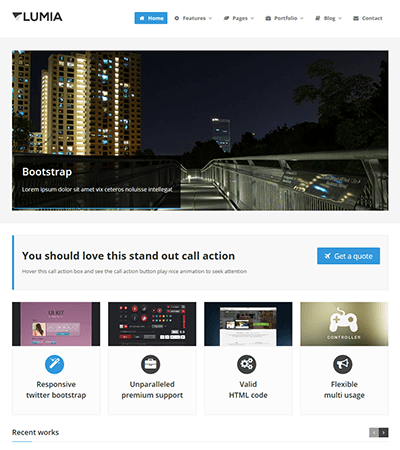 LUMIA
Home Features Pages Portfolio Blog Contact
Bootstrap
Lorem ipsum dolor sit amet vix ceteros noluisse intellegat
You should love this stand out call action
Get a quote
Hover this call action box and see the call action button play nice animation to seek attention
UI KIT
CONTROLLER
Responsive
twitter bootstrap
Unparalleled
premium support
Valid
HTML code
Flexible
multi usage
Recent works